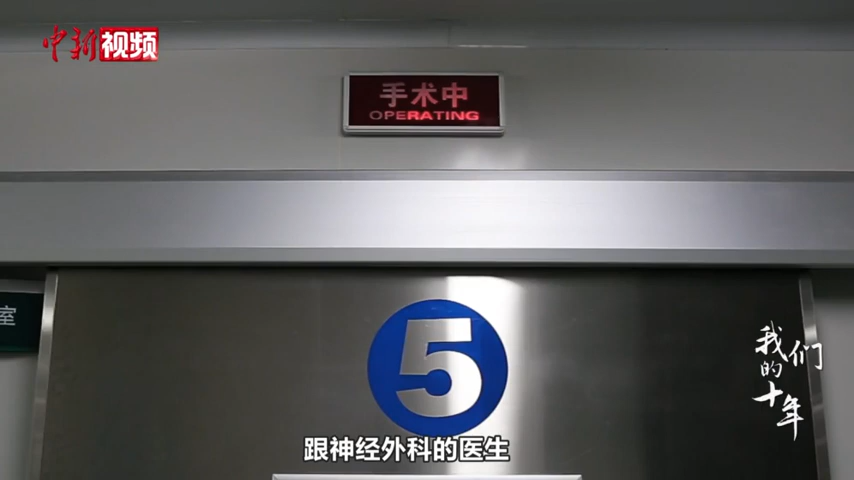 中新视频
手术中
OPERATING
室
5
我们
的
十年
跟神经外科的医生